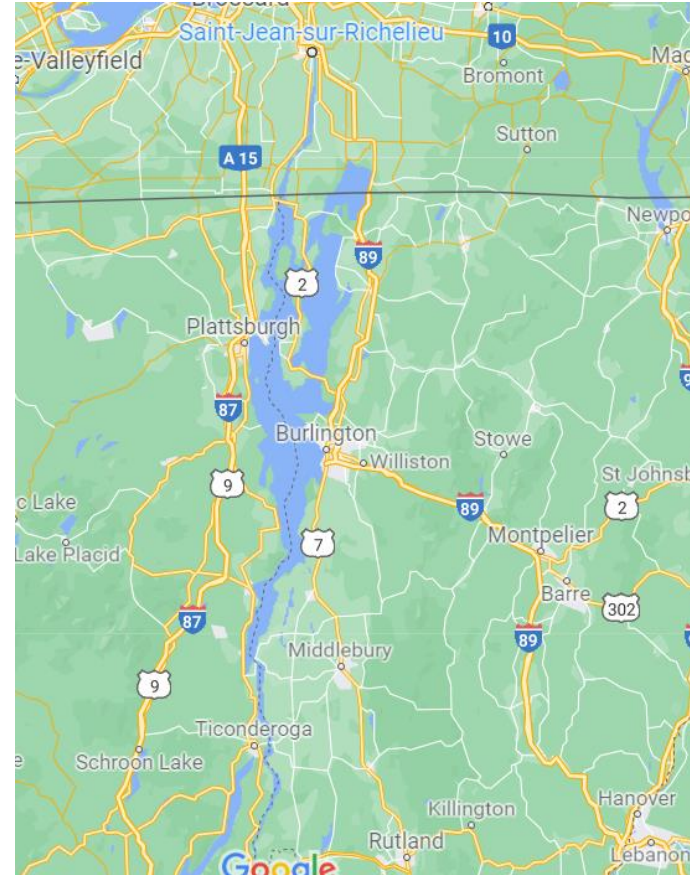 Brossard
Saint-Jean-sur-Richelieu
10
e-Valleyfield
Bromont
Mag
Sutton
A 15
Newpo
89
2
Plattsburgh
87
Burlington
Stowe
Williston
9
St Johnsb
c Lake
89
2
Lake Placid
7
Montpelier
Barre
302
87
89
Middlebury
9
Ticonderoga
Schroon Lake
Killington
Hanover
Rutland
Lebanon
Google